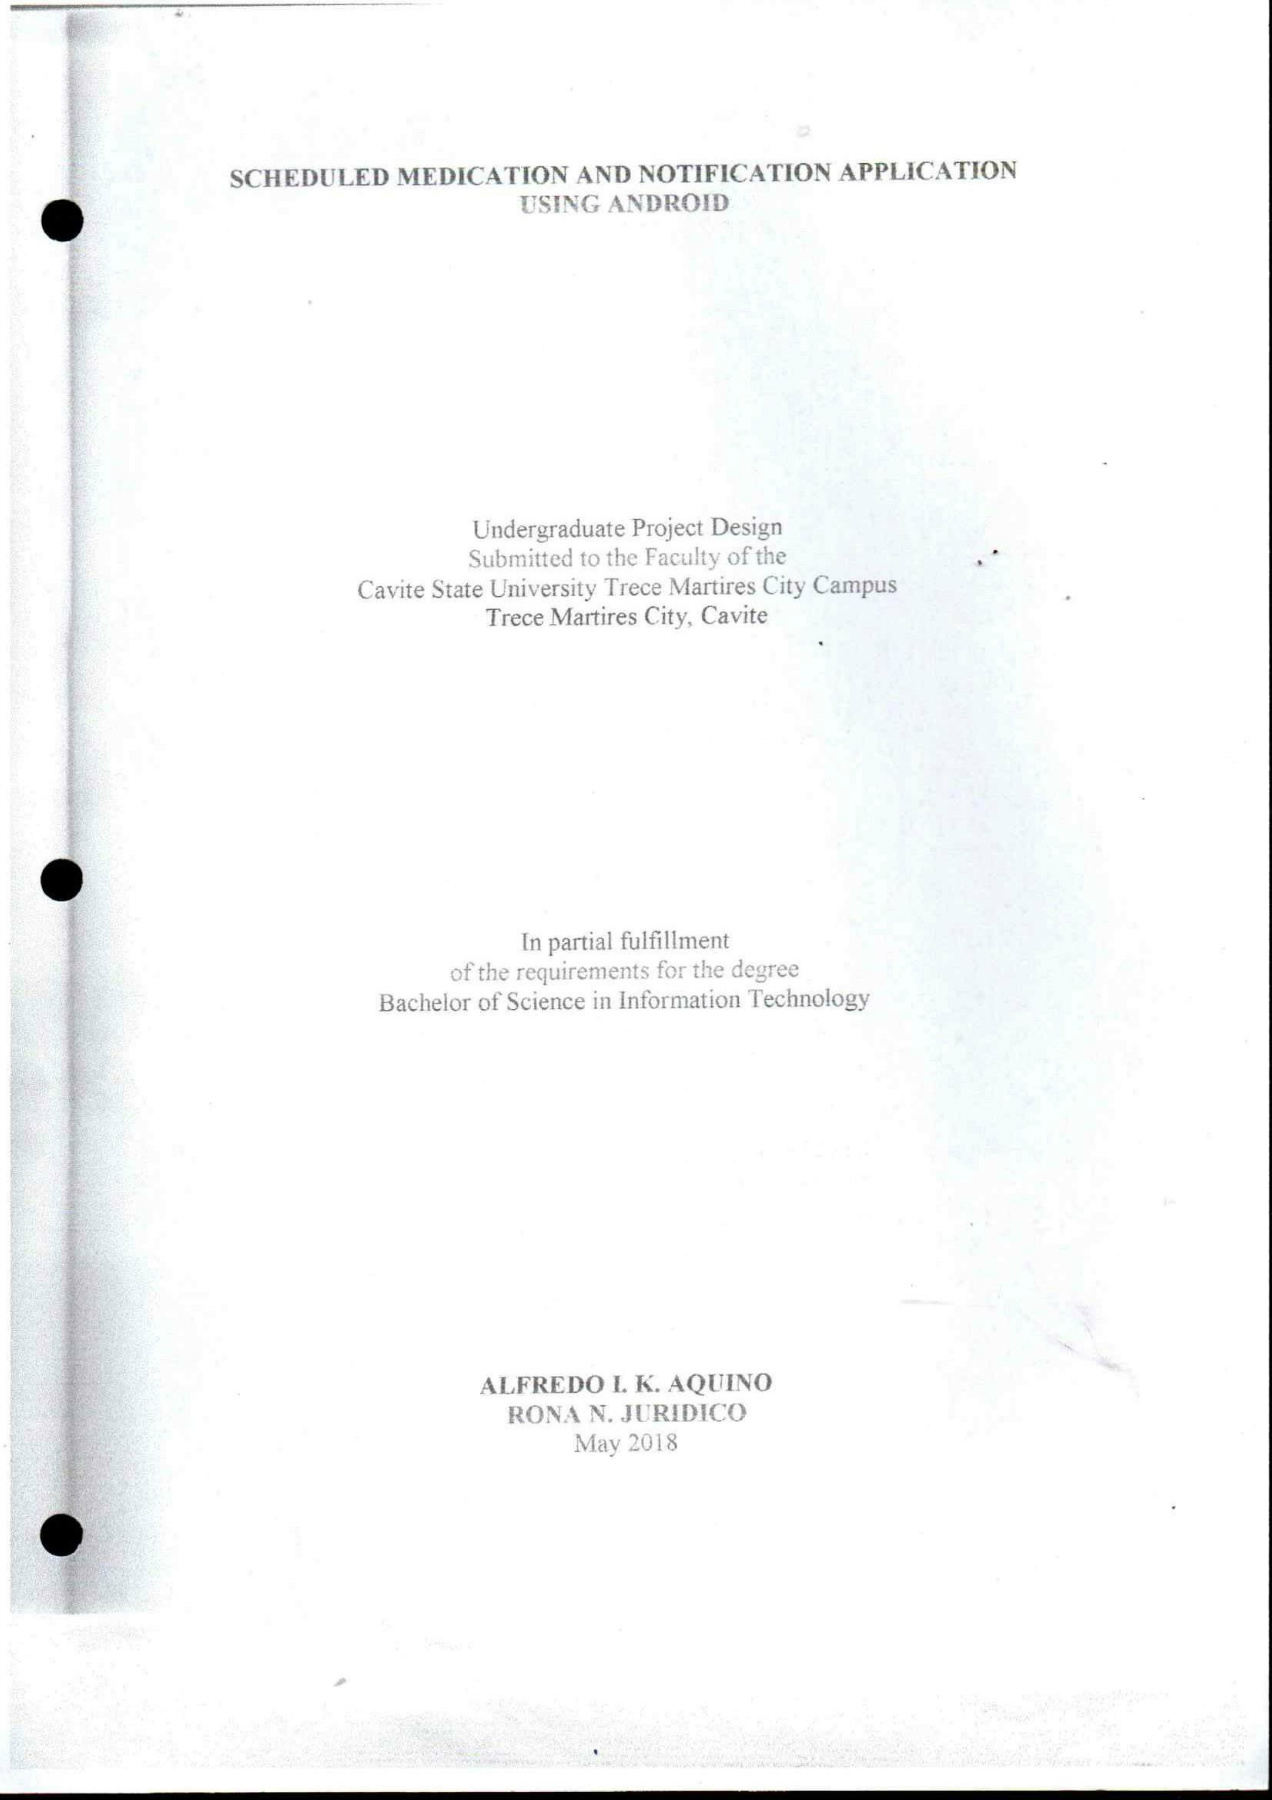 SCHEDULED MEDICATION AND NOTIFICATION APPLICATION
USING ANDROID
Undergraduate Project Design
Submitted to the Faculty of the
Cavite State University Trece Martires City Campus
Trece Martires City, Cavite
In partial fulfillment
of the requirements for the degree
Bachelor of Science in Information Technology
ALFREDO I. K. AQUINO
RONA N. JURIDICO
May 2018